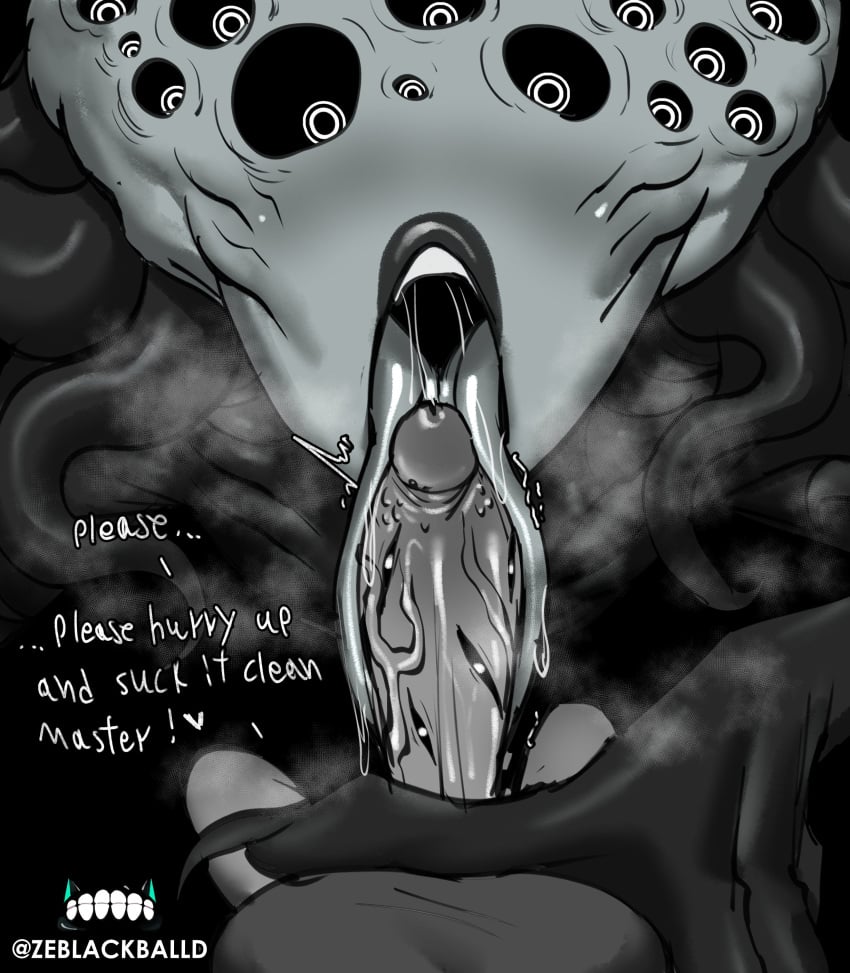 please...
...please hurry up
and suck it clean
master!♥
@ZEBLACKBALLD